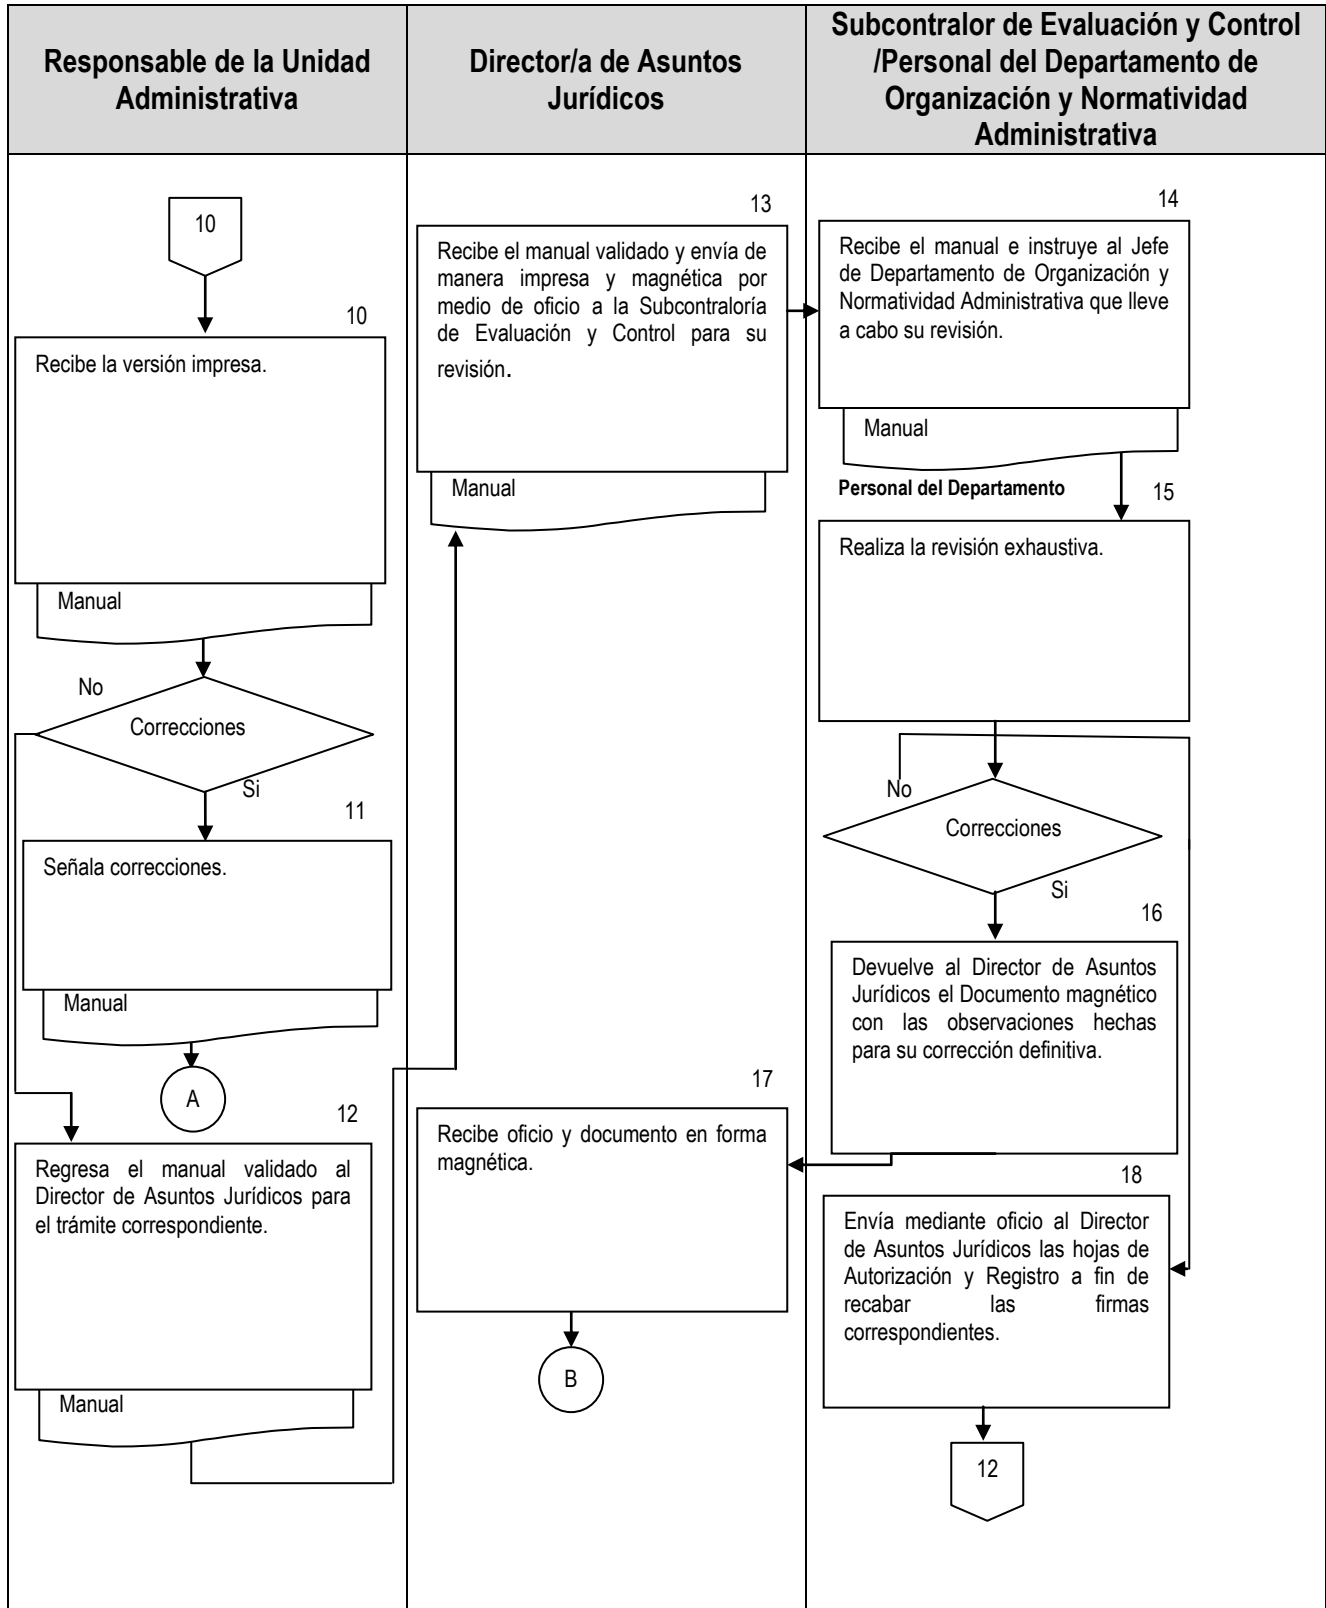 Responsable de la Unidad
Administrativa
Director/a de Asuntos
Jurídicos
Subcontralor de Evaluación y Control
/Personal del Departamento de
Organización y Normatividad
Administrativa
10
10
Recibe la versión impresa.
Manual
No
Correcciones
Si
11
Señala correcciones.
Manual
A
12
Regresa el manual validado al
Director de Asuntos Jurídicos para
el trámite correspondiente.
Manual
13
Recibe el manual validado y envía de
manera impresa y magnética por
medio de oficio a la Subcontraloría
de Evaluación y Control para su
revisión.
Manual
17
Recibe oficio y documento en forma
magnética.
B
14
Recibe el manual e instruye al Jefe
de Departamento de Organización y
Normatividad Administrativa que lleve
a cabo su revisión.
Manual
Personal del Departamento
15
Realiza la revisión exhaustiva.
No
Correcciones
Si
16
Devuelve al Director de Asuntos
Jurídicos el Documento magnético
con las observaciones hechas
para su corrección definitiva.
18
Envía mediante oficio al Director
de Asuntos Jurídicos las hojas de
Autorización y Registro a fin de
recabar las firmas
correspondientes.
12